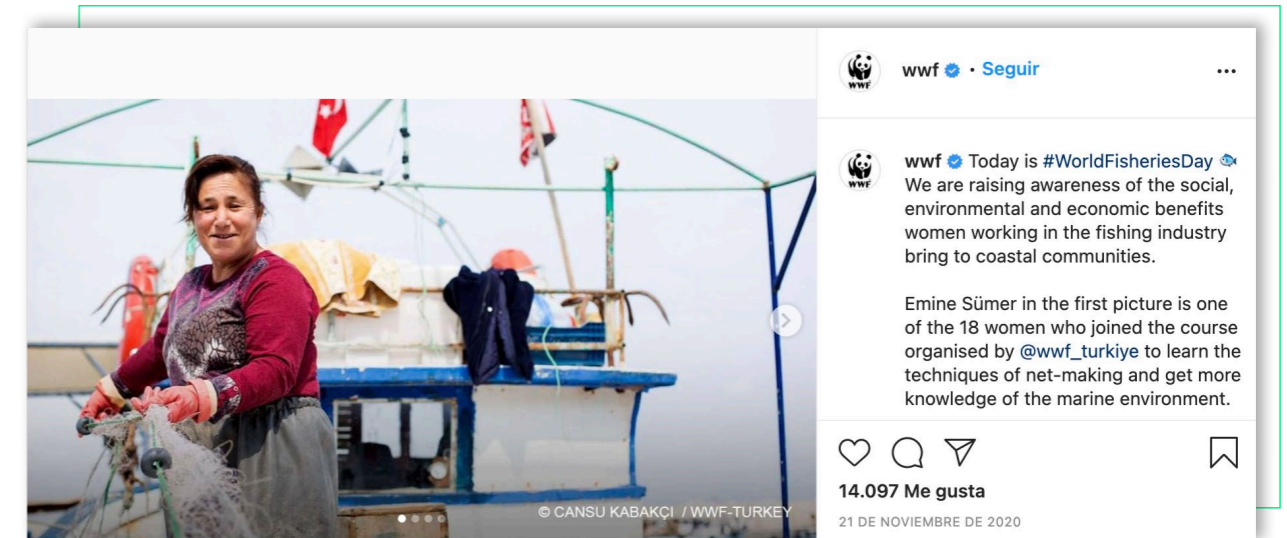 wwf • Seguir
wwf Today is #WorldFisheriesDay
We are raising awareness of the social,
environmental and economic benefits
women working in the fishing industry
bring to coastal communities.
Emine Sümer in the first picture is one
of the 18 women who joined the course
organised by @wwf_turkiye to learn the
techniques of net-making and get more
knowledge of the marine environment.
14.097 Me gusta
21 DE NOVIEMBRE DE 2020
© CANSU KABAKÇI / WWF-TURKEY
WWF
WWF